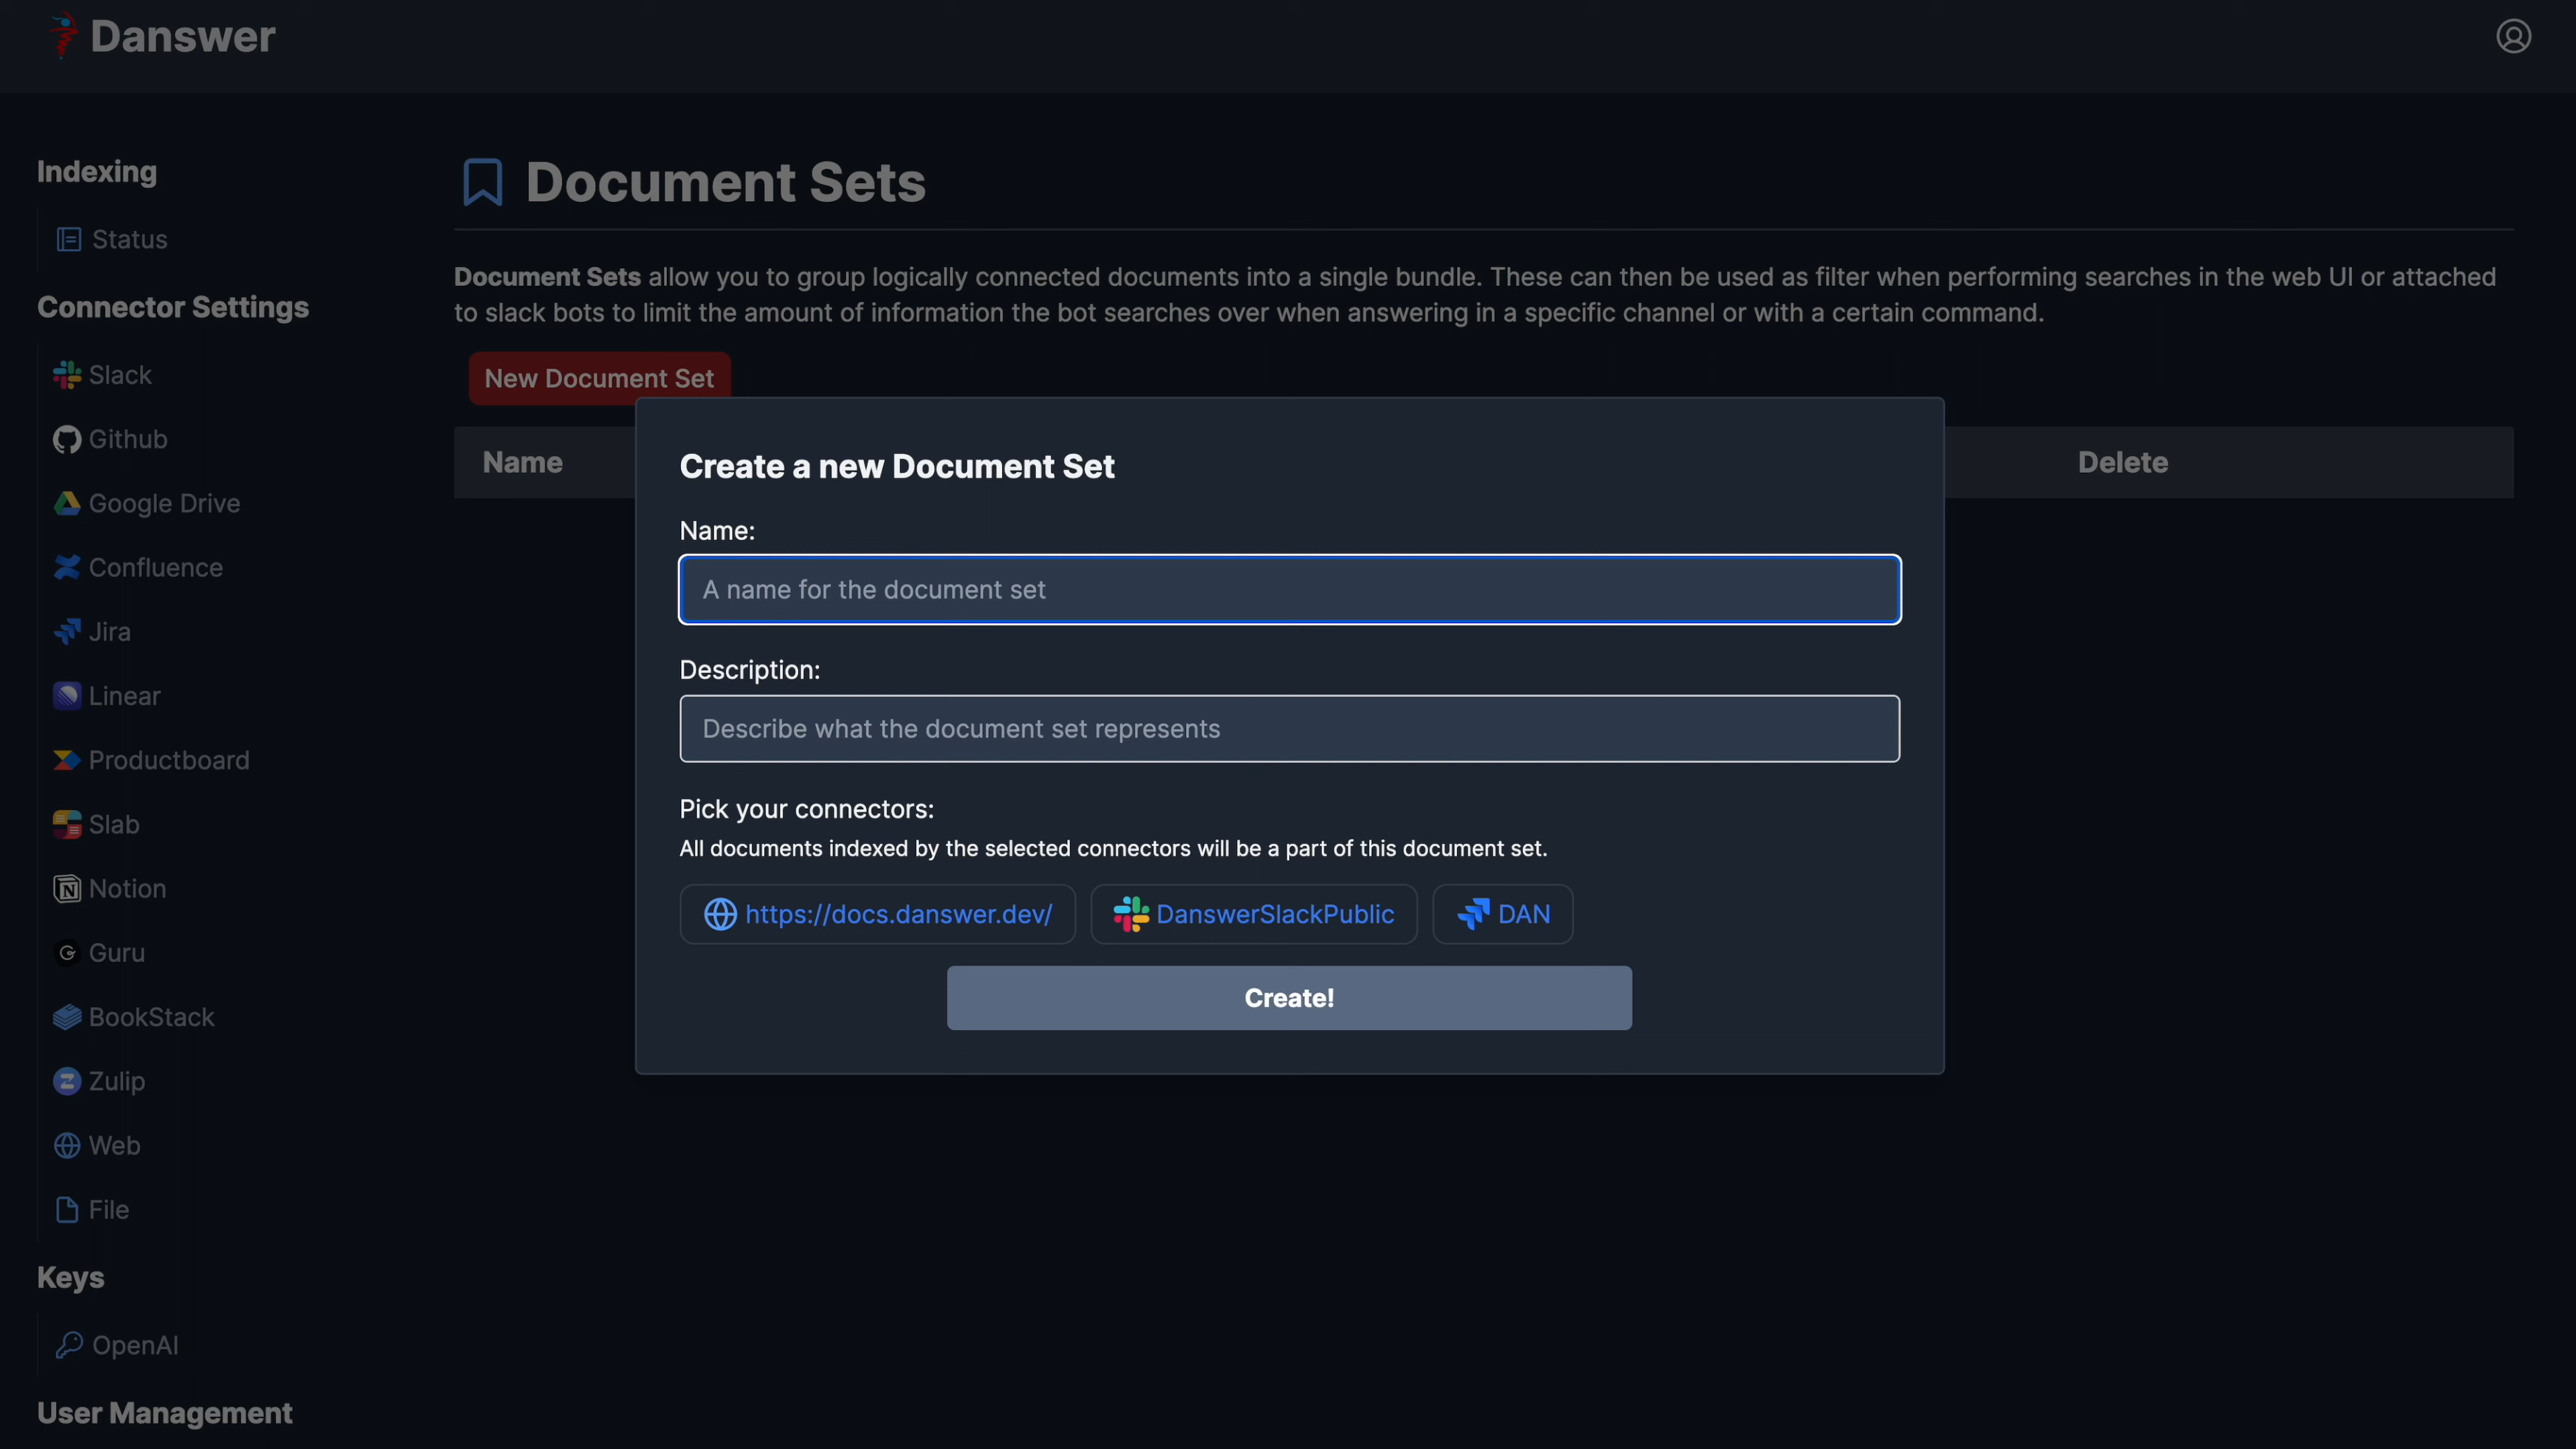 Danswer
Indexing
Status
Connector Settings
Slack
Github
Google Drive
Confluence
Jira
Linear
Productboard
Slab
Notion
Guru
BookStack
Zulip
Web
File
Keys
OpenAI
User Management
Document Sets
Document Sets allow you to group logically connected documents into a single bundle. These can then be used as filter when performing searches in the web UI or attached
to slack bots to limit the amount of information the bot searches over when answering in a specific channel or with a certain command.
New Document Set
Name
Delete
Create a new Document Set
Name:
A name for the document set
Description:
Describe what the document set represents
Pick your connectors:
All documents indexed by the selected connectors will be a part of this document set.
https://docs.danswer.dev/ DanswerSlackPublic DAN
Create!